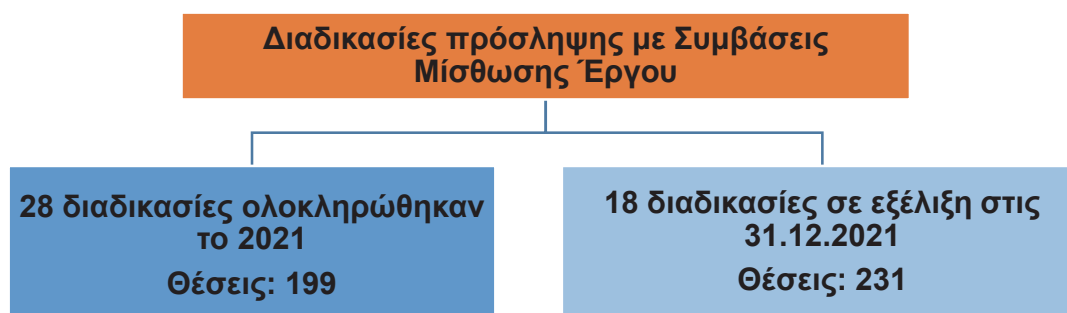 Διαδικασίες πρόσληψης με Συμβάσεις
Μίσθωσης Έργου
28 διαδικασίες ολοκληρώθηκαν
το 2021
Θέσεις: 199
18 διαδικασίες σε εξέλιξη στις
31.12.2021
Θέσεις: 231